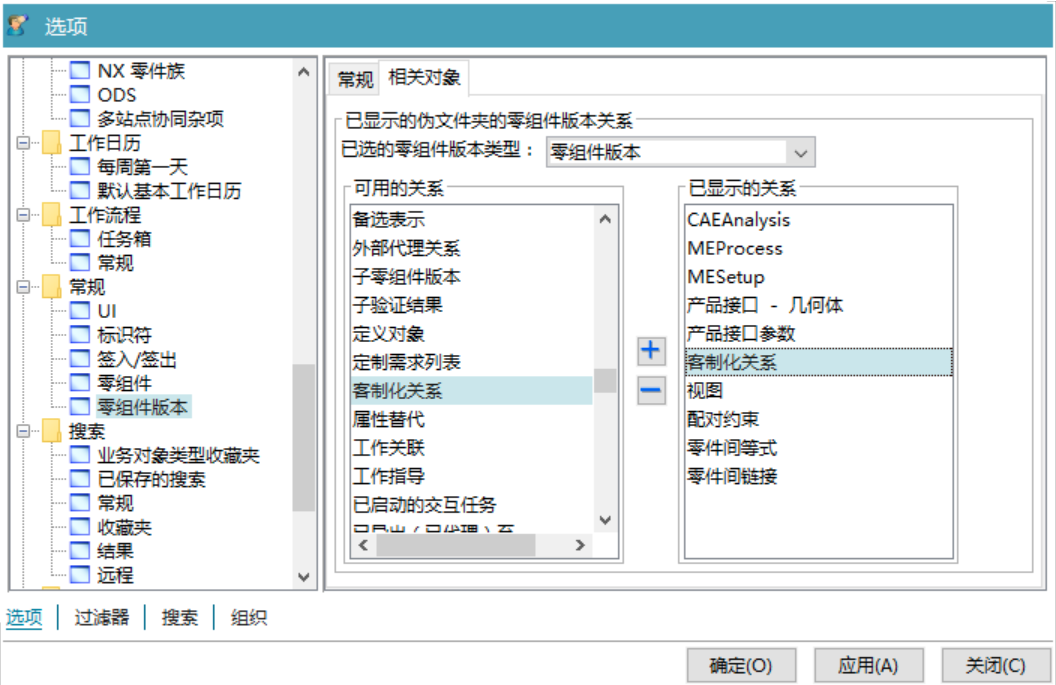 选项
NX 零件族
ODS
多站点协同杂项
工作日历
每周第一天
默认基本工作日历
工作流程
任务箱
常规
常规
UI
标识符
签入/签出
零组件
零组件版本
搜索
业务对象类型收藏夹
已保存的搜索
常规
收藏夹
结果
远程
常规 相关对象
已显示的伪文件夹的零组件版本关系
已选的零组件版本类型： 零组件版本
可用的关系
备选表示
外部代理关系
子零组件版本
子验证结果
定义对象
定制需求列表
客制化关系
属性替代
工作关联
工作指导
已启动的交互任务
已导出（已代理）至
已显示的关系
CAEAnalysis
MEProcess
MESetup
产品接口 - 几何体
产品接口参数
客制化关系
视图
配对约束
零件间等式
零件间链接
选项 过滤器 搜索 组织
确定(O) 应用(A) 关闭(C)